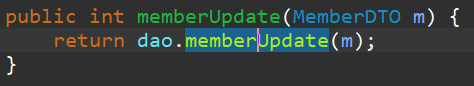 public int memberUpdate(MemberDTO m) {
    return dao.memberUpdate(m);
}